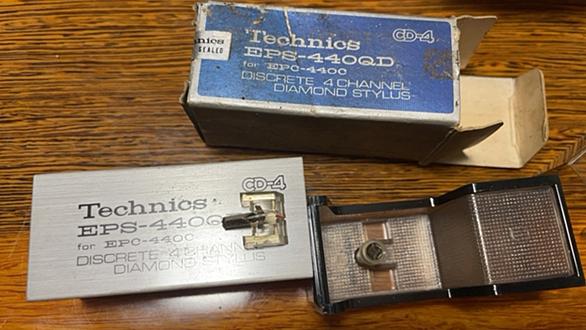 Technics
CD-4
nics
SEALED
EPS-440QD
for EPC-440C
DISCRETE 4 CHANNEL
DIAMOND STYLUS
CD-4
Technics
EPS-440Q
for EPC-440C
DISCRETE 4 CHANNEL
DIAMOND STYLUS